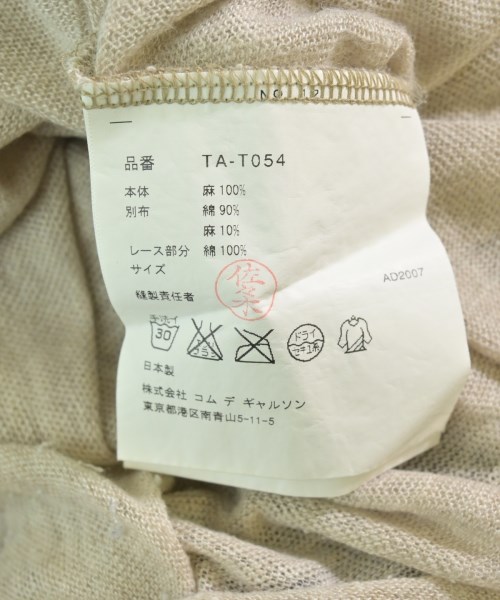 NO. 12
品番 TA-T054
本体 麻 100%
別布 綿 90%
麻 10%
レース部分 綿 100%
サイズ
AD2007
縫製責任者
30
ドライ
日本製
株式会社 コム デ ギャルソン
東京都港区南青山5-11-5